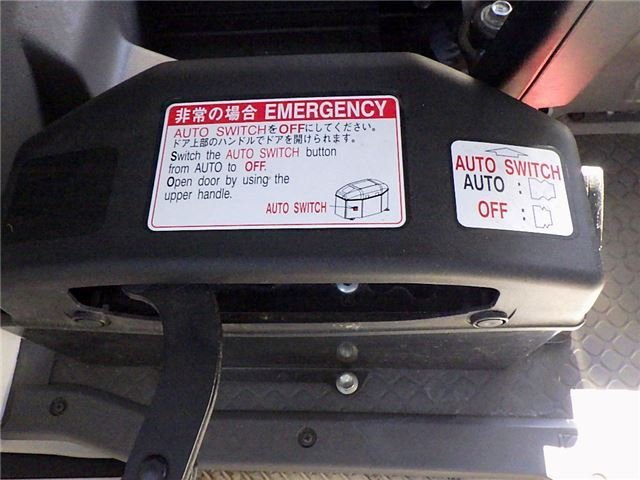 非常の場合 EMERGENCY
AUTO SWITCHをOFFにしてください。
ドア上部のハンドルでドアを開けられます。
Switch the AUTO SWITCH button
from AUTO to OFF.
Open door by using the
upper handle.
AUTO SWITCH
AUTO SWITCH
AUTO :
OFF :